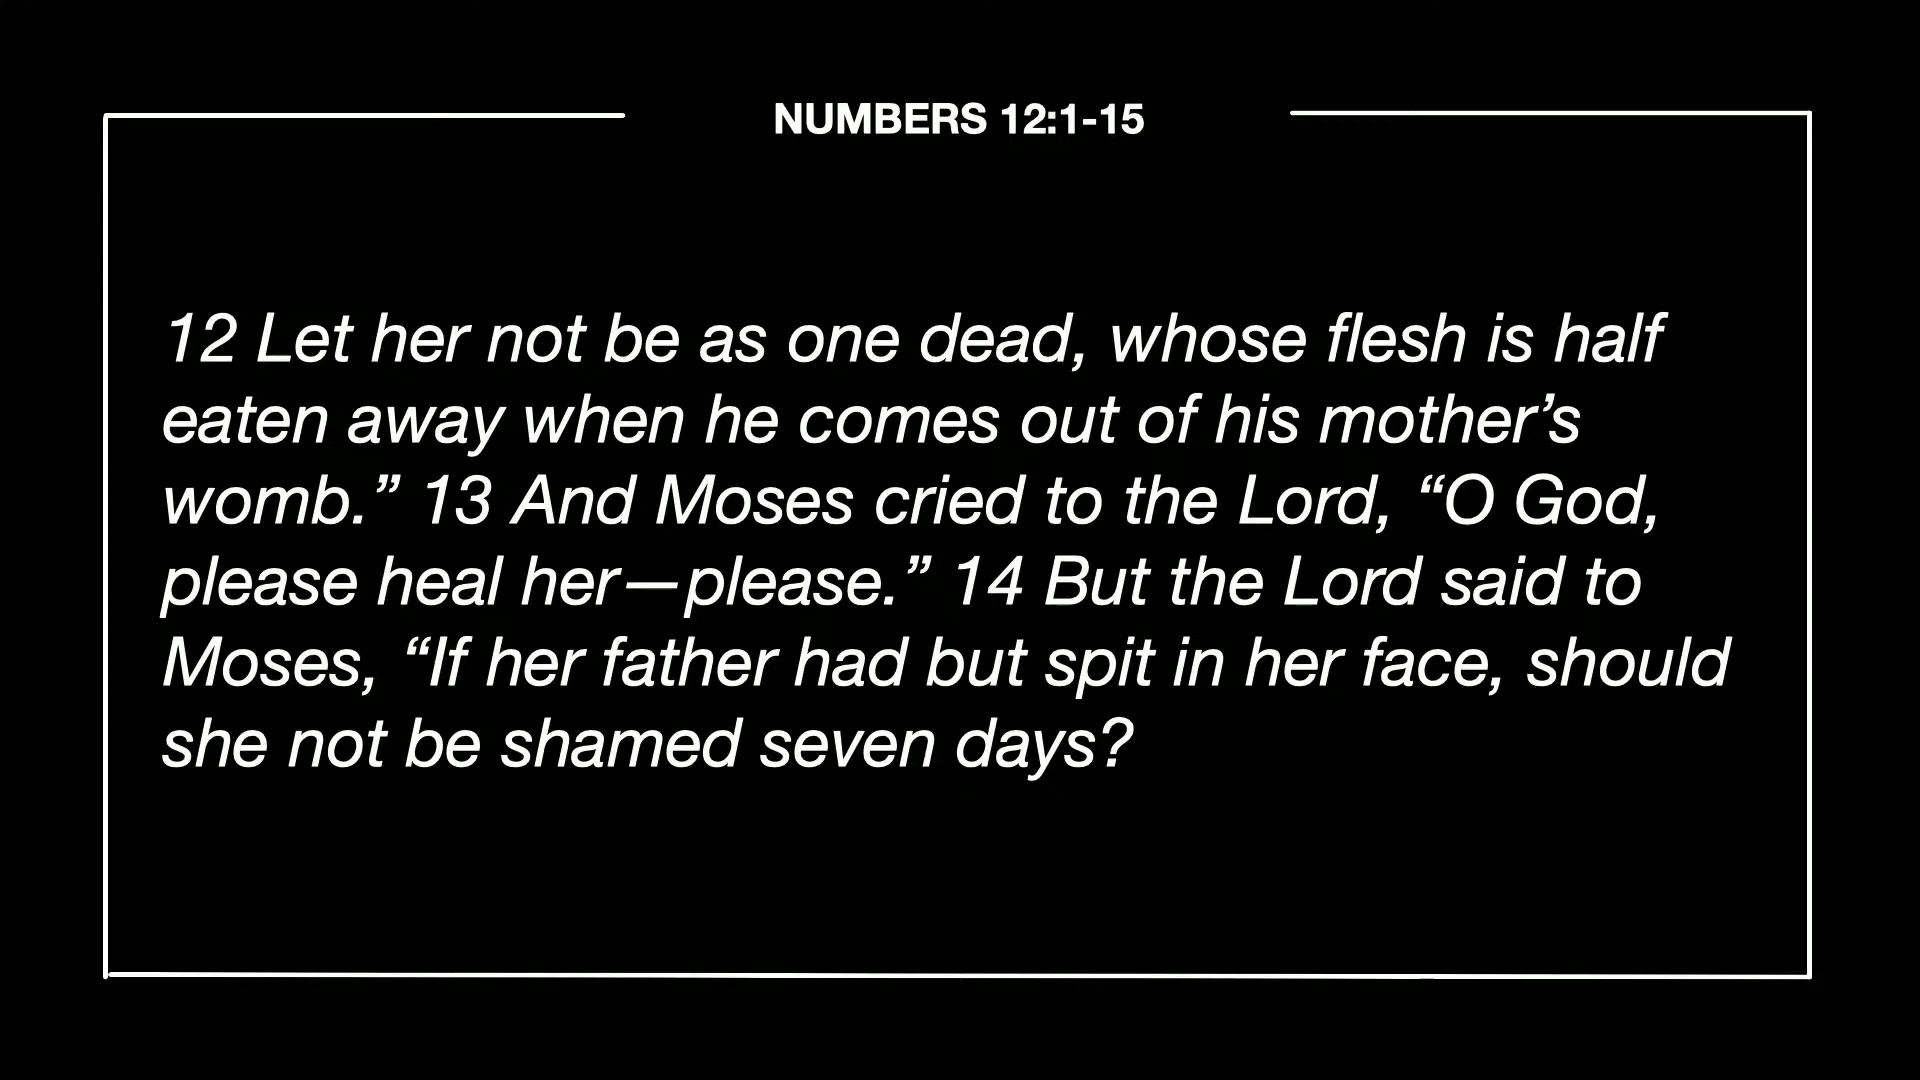 NUMBERS 12:1-15
12 Let her not be as one dead, whose flesh is half
eaten away when he comes out of his mother’s
womb.” 13 And Moses cried to the Lord, “O God,
please heal her—please.” 14 But the Lord said to
Moses, “If her father had but spit in her face, should
she not be shamed seven days?